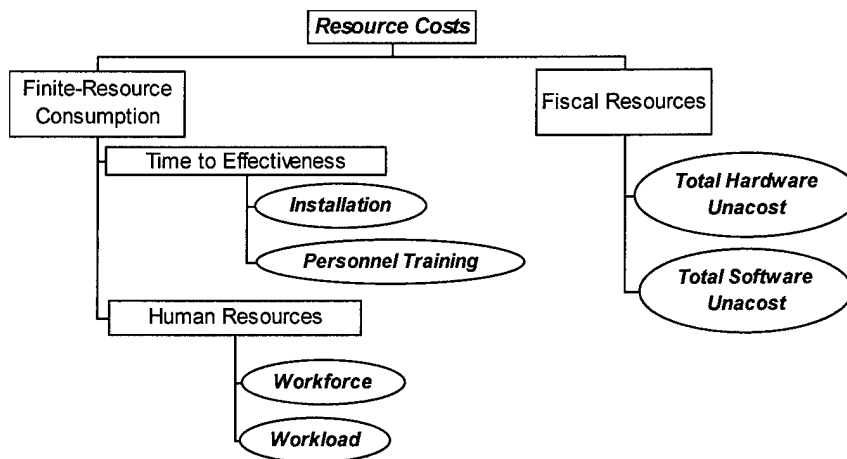 Resource Costs
Finite-Resource
Consumption
Fiscal Resources
Time to Effectiveness
Installation
Personnel Training
Total Hardware
Unacost
Total Software
Unacost
Human Resources
Workforce
Workload